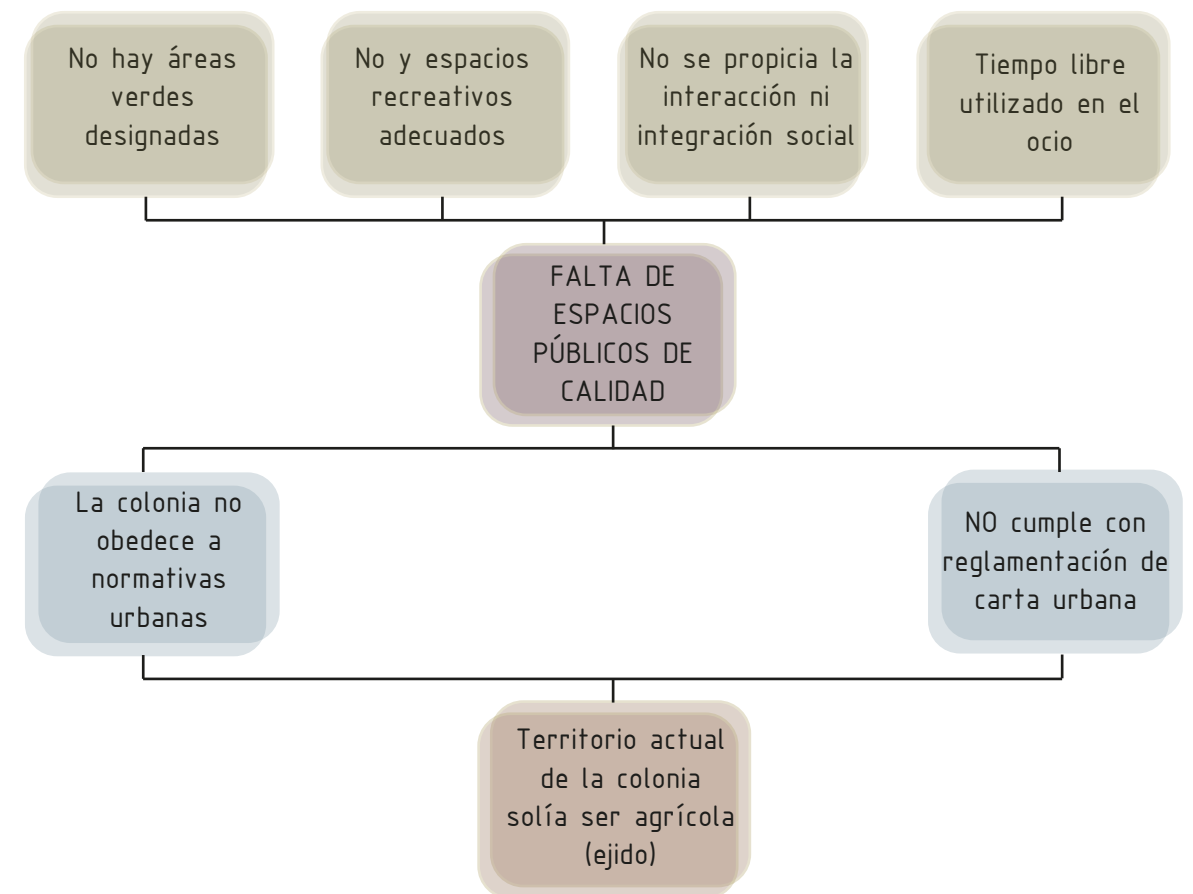 No hay áreas
verdes
designadas
No y espacios
recreativos
adecuados
No se propicia la
interacción ni
integración social
Tiempo libre
utilizado en el
ocio
FALTA DE
ESPACIOS
PÚBLICOS DE
CALIDAD
La colonia no
obedece a
normativas
urbanas
NO cumple con
reglamentación de
carta urbana
Territorio actual
de la colonia
solía ser agrícola
(ejido)